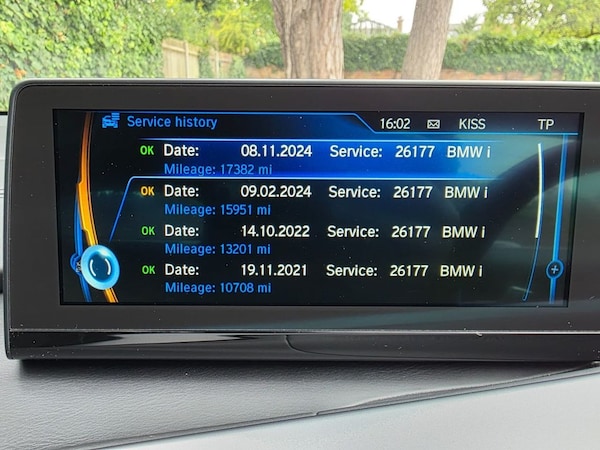 Service history 16:02 KISS TP
OK Date: 08.11.2024 Service: 26177 BMW i
Mileage: 17382 mi
OK Date: 09.02.2024 Service: 26177 BMW i
Mileage: 15951 mi
OK Date: 14.10.2022 Service: 26177 BMW i
Mileage: 13201 mi
OK Date: 19.11.2021 Service: 26177 BMW i
Mileage: 10708 mi